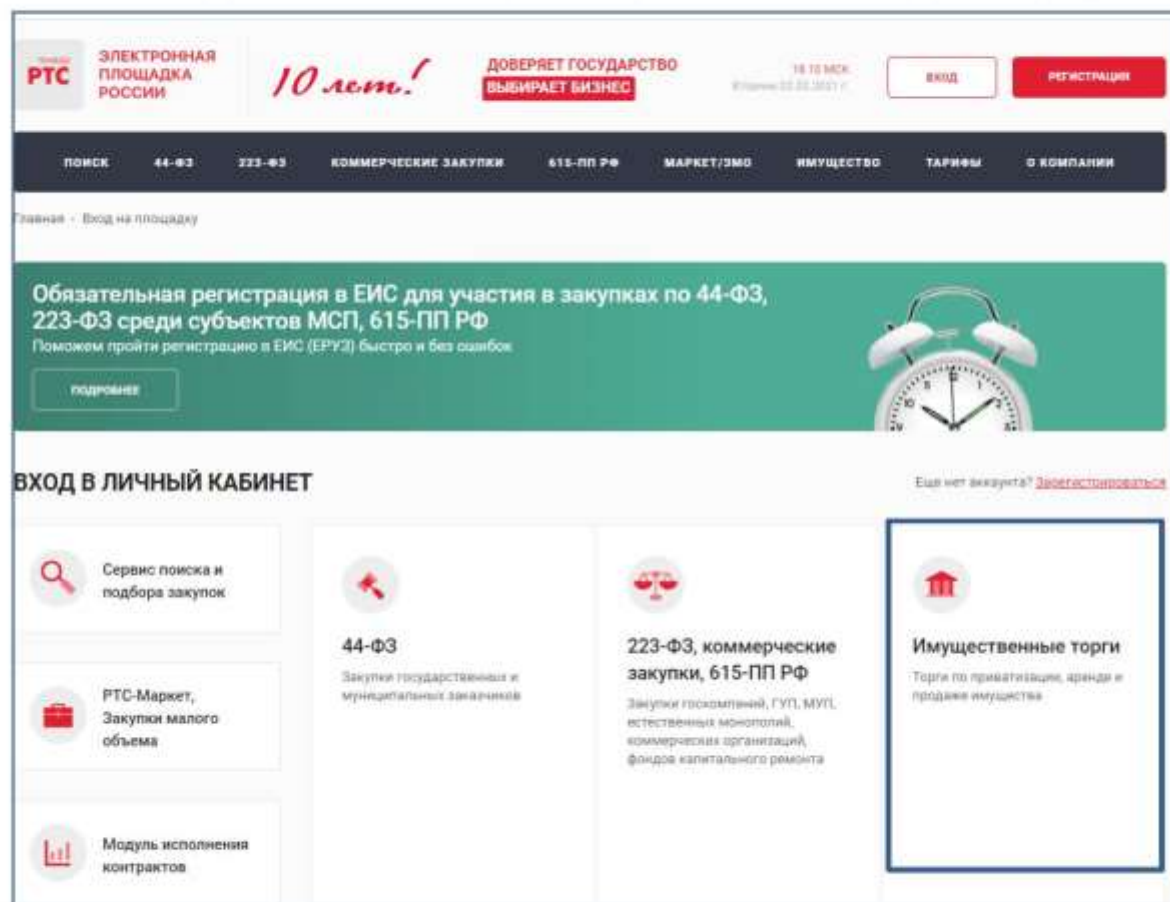 РТС
ЭЛЕКТРОННАЯ
ПЛОЩАДКА
РОССИИ
10 лет!
ДОВЕРЯЕТ ГОСУДАРСТВО
ВЫБИРАЕТ БИЗНЕС
ВХОД
РЕГИСТРАЦИЯ
ПОИСК 44-ФЗ 223-ФЗ КОММЕРЧЕСКИЕ ЗАКУПКИ 615-ПП РФ МАРКЕТ/ЗМО ИМУЩЕСТВО ТАРИФЫ О КОМПАНИИ
Главная - Вход на площадку
Обязательная регистрация в ЕИС для участия в закупках по 44-ФЗ,
223-ФЗ среди субъектов МСП, 615-ПП РФ
Поможем пройти регистрацию в ЕИС (ЕРУЗ) быстро и без ошибок
ПОДРОБНЕЕ
ВХОД В ЛИЧНЫЙ КАБИНЕТ
Еще нет аккаунта? Зарегистрироваться
Сервис поиска и
подбора закупок
РТС-Маркет,
Закупки малого
объема
Модуль исполнения
контрактов
44-ФЗ
Закупки государственных и
муниципальных заказчиков
223-ФЗ, коммерческие
закупки, 615-ПП РФ
Закупки госкомпаний, ГУП, МУП,
естественных монополий,
коммерческих организаций,
фондов капитального ремонта
Имущественные торги
Торги по приватизации, аренде и
продаже имущества